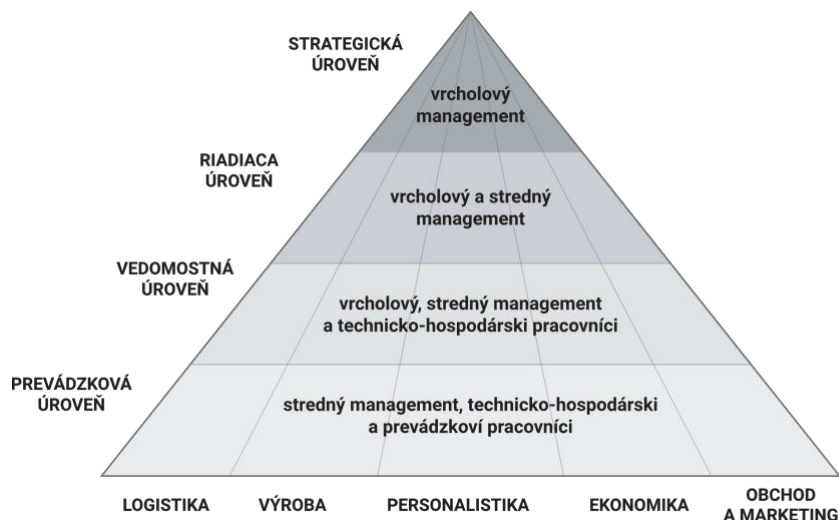 STRATEGICKÁ
ÚROVEŇ
vrcholový
management
RIADIACA
ÚROVEŇ
vrcholový a stredný
management
VEDOMOSTNÁ
ÚROVEŇ
vrcholový, stredný management
a technicko-hospodárski pracovníci
PREVÁDZKOVÁ
ÚROVEŇ
stredný management, technicko-hospodárski
a prevádzkoví pracovníci
LOGISTIKA
VÝROBA
PERSONALISTIKA
EKONOMIKA
OBCHOD
A MARKETING